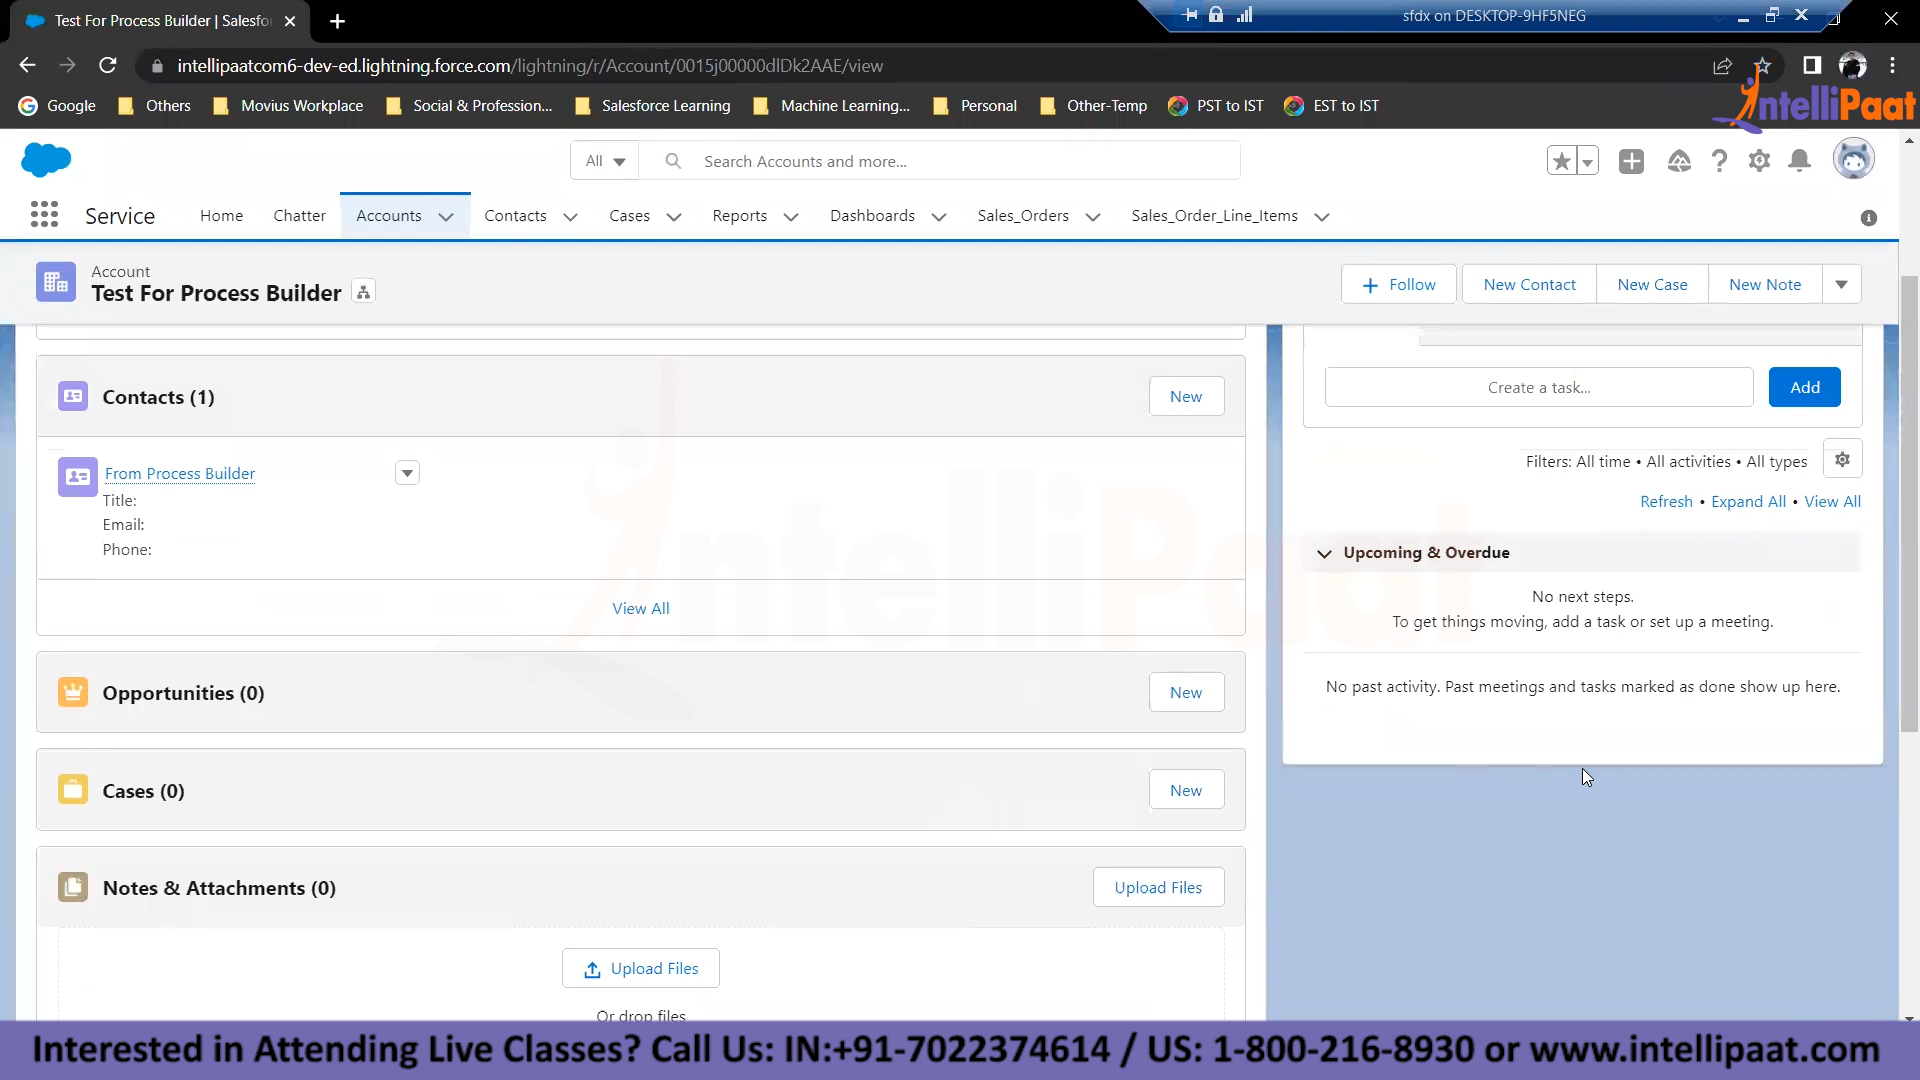 Test For Process Builder | Salesfo
sfdx on DESKTOP-9HF5NEG
intellipaatcom6-dev-ed.lightning.force.com/lightning/r/Account/0015j00000dlDk2AAE/view
Google
Others
Movius Workplace
Social & Profession...
Salesforce Learning
Machine Learning...
Personal
Other-Temp
PST to IST
EST to IST
IntelliPaat
All
Search Accounts and more...
Service
Home
Chatter
Accounts
Contacts
Cases
Reports
Dashboards
Sales_Orders
Sales_Order_Line_Items
Account
Test For Process Builder
Follow
New Contact
New Case
New Note
Contacts (1)
New
From Process Builder
Title:
Email:
Phone:
View All
Opportunities (0)
New
Cases (0)
New
Notes & Attachments (0)
Upload Files
Upload Files
Or drop files
Create a task...
Add
Filters: All time • All activities • All types
Refresh • Expand All • View All
Upcoming & Overdue
No next steps.
To get things moving, add a task or set up a meeting.
No past activity. Past meetings and tasks marked as done show up here.
IntelliPaat
Interested in Attending Live Classes? Call Us: IN:+91-7022374614 / US: 1-800-216-8930 or www.intellipaat.com